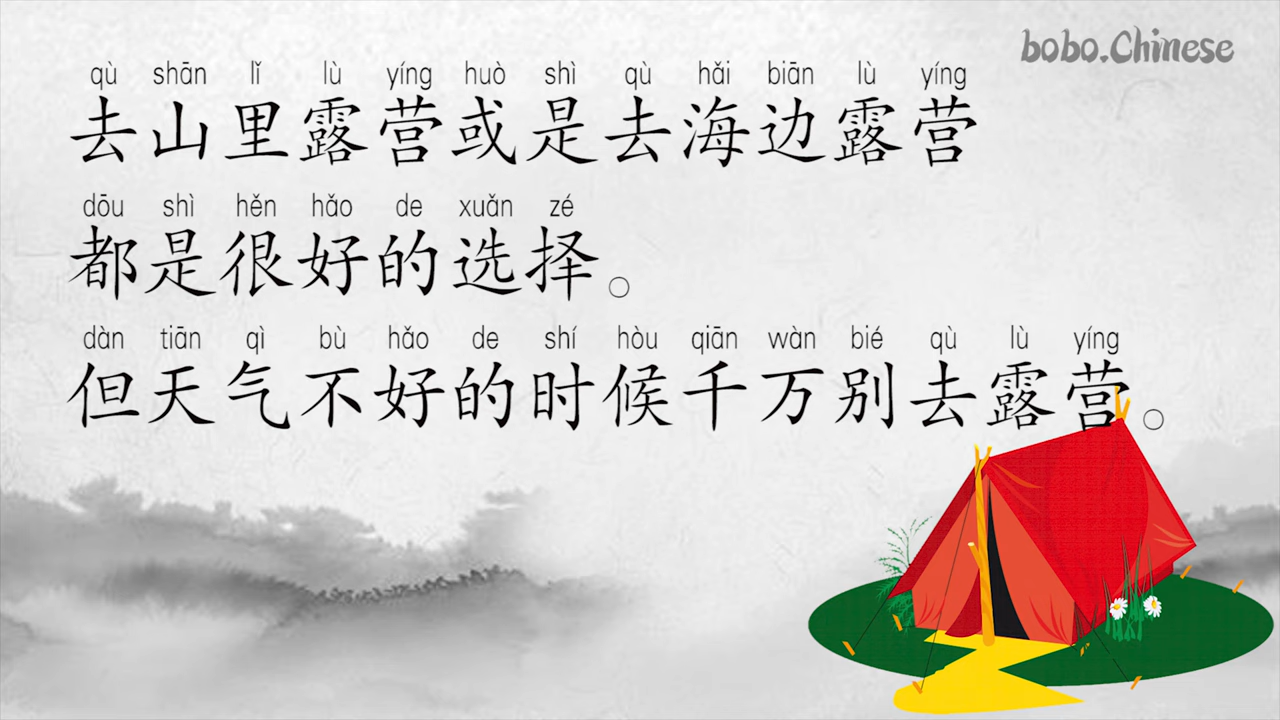 bobo.Chinese
qù shān lǐ lù yíng huò shì qù hǎi biān lù yíng
去山里露营或是去海边露营
dōu shì hěn hǎo de xuǎn zé
都是很好的选择。
dàn tiān qì bù hǎo de shí hòu qiān wàn bié qù lù yíng
但天气不好的时候千万别去露营。